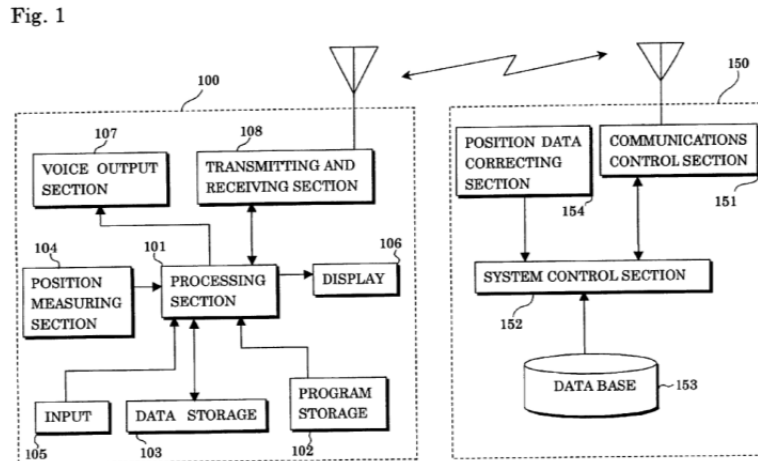 Fig. 1
100
150
107
VOICE OUTPUT
SECTION
108
TRANSMITTING AND
RECEIVING SECTION
POSITION DATA
CORRECTING
SECTION
154
COMMUNICATIONS
CONTROL SECTION
151
104
POSITION
MEASURING
SECTION
101
PROCESSING
SECTION
106
DISPLAY
SYSTEM CONTROL SECTION
152
INPUT
105
DATA STORAGE
103
PROGRAM
STORAGE
102
DATA BASE
153